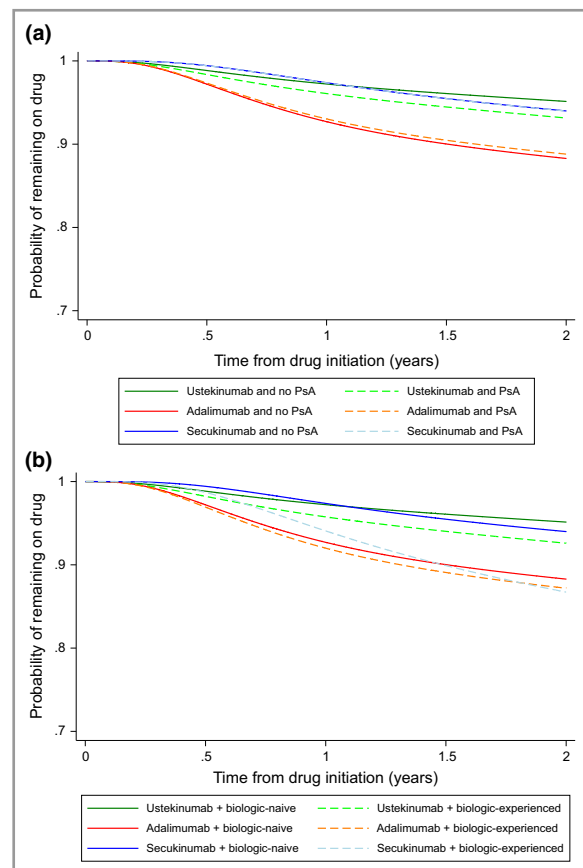 (a)
1
.9
.8
.7
Probability of remaining on drug
0 .5 1 1.5 2
Time from drug initiation (years)
Ustekinumab and no PsA Ustekinumab and PsA
Adalimumab and no PsA Adalimumab and PsA
Secukinumab and no PsA Secukinumab and PsA
(b)
1
.9
.8
.7
Probability of remaining on drug
0 .5 1 1.5 2
Time from drug initiation (years)
Ustekinumab + biologic-naive Ustekinumab + biologic-experienced
Adalimumab + biologic-naive Adalimumab + biologic-experienced
Secukinumab + biologic-naive Secukinumab + biologic-experienced